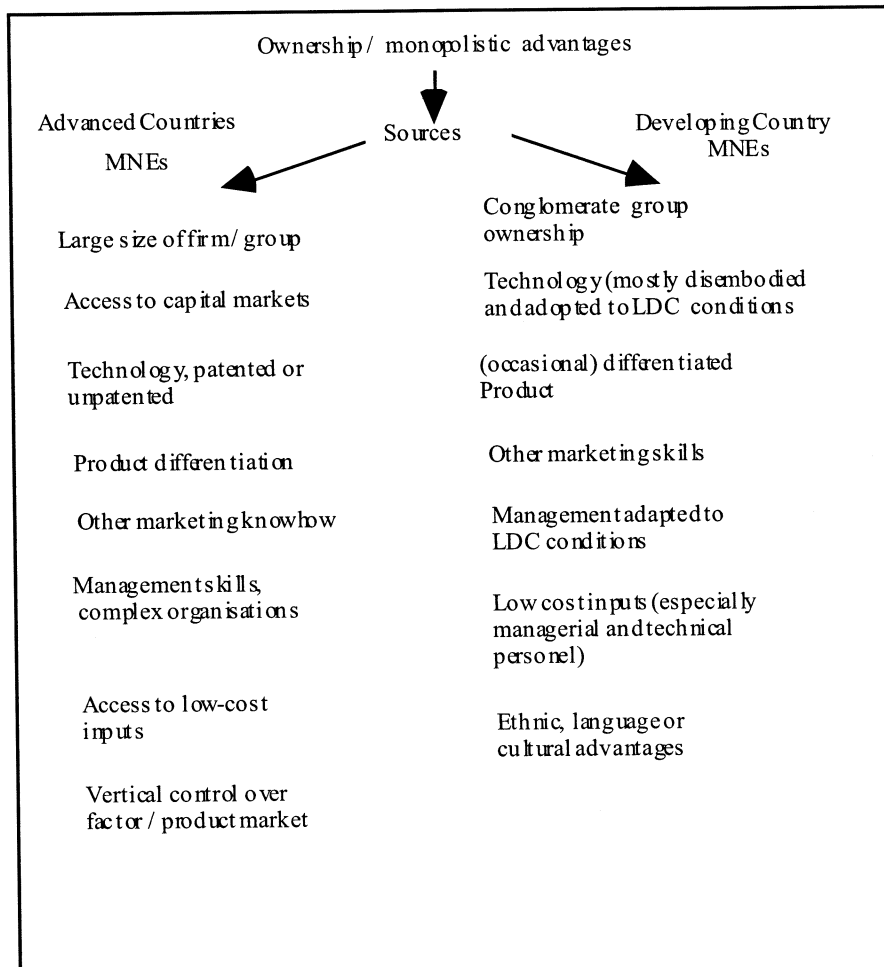 Ownership / monopolistic advantages
Advanced Countries
MNEs
Sources
Developing Country
MNEs
Large size of firm / group
Access to capital markets
Technology, patented or
unpatented
Product differentiation
Other marketing knowhow
Management skills,
complex organisations
Access to low-cost
inputs
Vertical control over
factor / product market
Conglomerate group
ownership
Technology (mostly disembodied
and adopted to LDC conditions
(occasional) differentiated
Product
Other marketing skills
Management adapted to
LDC conditions
Low cost inputs (especially
managerial and technical
personel)
Ethnic, language or
cultural advantages